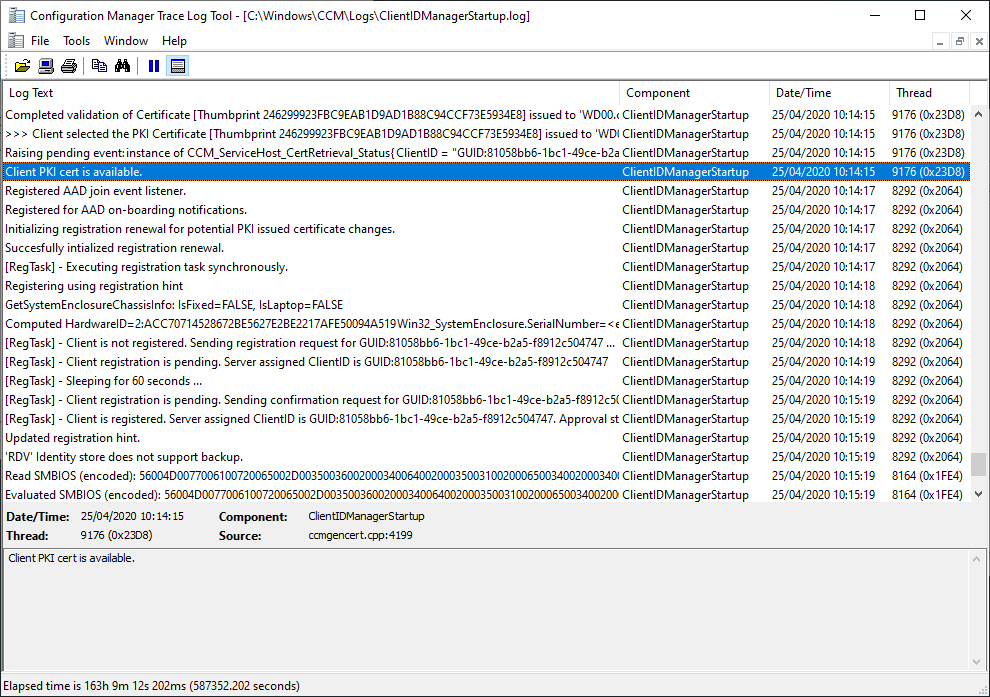 Configuration Manager Trace Log Tool - [C:\Windows\CCM\Logs\ClientIDManagerStartup.log]
File Tools Window Help
Log Text Component Date/Time Thread
Completed validation of Certificate [Thumbprint 246299923FBC9EAB1D9AD1B88C94CCF73E5934E8] issued to 'WD00.c ClientIDManagerStartup 25/04/2020 10:14:15 9176 (0x23D8)
>>> Client selected the PKI Certificate [Thumbprint 246299923FBC9EAB1D9AD1B88C94CCF73E5934E8] issued to 'WD0 ClientIDManagerStartup 25/04/2020 10:14:15 9176 (0x23D8)
Raising pending event:instance of CCM_ServiceHost_CertRetrieval_Status{ClientID = "GUID:81058bb6-1bc1-49ce-b2a ClientIDManagerStartup 25/04/2020 10:14:15 9176 (0x23D8)
Client PKI cert is available. ClientIDManagerStartup 25/04/2020 10:14:15 9176 (0x23D8)
Registered AAD join event listener. ClientIDManagerStartup 25/04/2020 10:14:17 8292 (0x2064)
Registered for AAD on-boarding notifications. ClientIDManagerStartup 25/04/2020 10:14:17 8292 (0x2064)
Initializing registration renewal for potential PKI issued certificate changes. ClientIDManagerStartup 25/04/2020 10:14:17 8292 (0x2064)
Succesfully intialized registration renewal. ClientIDManagerStartup 25/04/2020 10:14:17 8292 (0x2064)
[RegTask] - Executing registration task synchronously. ClientIDManagerStartup 25/04/2020 10:14:17 8292 (0x2064)
Registering using registration hint ClientIDManagerStartup 25/04/2020 10:14:18 8292 (0x2064)
GetSystemEnclosureChassisInfo: IsFixed=FALSE, IsLaptop=FALSE ClientIDManagerStartup 25/04/2020 10:14:18 8292 (0x2064)
Computed HardwareID=2:ACC70714528672BE5627E2BE2217AFE50094A519Win32_SystemEnclosure.SerialNumber=<e ClientIDManagerStartup 25/04/2020 10:14:18 8292 (0x2064)
[RegTask] - Client is not registered. Sending registration request for GUID:81058bb6-1bc1-49ce-b2a5-f8912c504747 ... ClientIDManagerStartup 25/04/2020 10:14:18 8292 (0x2064)
[RegTask] - Client registration is pending. Server assigned ClientID is GUID:81058bb6-1bc1-49ce-b2a5-f8912c504747 ClientIDManagerStartup 25/04/2020 10:14:19 8292 (0x2064)
[RegTask] - Sleeping for 60 seconds ... ClientIDManagerStartup 25/04/2020 10:14:19 8292 (0x2064)
[RegTask] - Client registration is pending. Sending confirmation request for GUID:81058bb6-1bc1-49ce-b2a5-f8912c5( ClientIDManagerStartup 25/04/2020 10:15:19 8292 (0x2064)
[RegTask] - Client is registered. Server assigned ClientID is GUID:81058bb6-1bc1-49ce-b2a5-f8912c504747. Approval st ClientIDManagerStartup 25/04/2020 10:15:19 8292 (0x2064)
Updated registration hint. ClientIDManagerStartup 25/04/2020 10:15:19 8292 (0x2064)
'RDV' Identity store does not support backup. ClientIDManagerStartup 25/04/2020 10:15:19 8292 (0x2064)
Read SMBIOS (encoded): 56004D0077006100720065002D003500360020003400640020003500310020006500340020003400 ClientIDManagerStartup 25/04/2020 10:15:19 8164 (0x1FE4)
Evaluated SMBIOS (encoded): 56004D0077006100720065002D003500360020003400640020003500310020006500340020​0 ClientIDManagerStartup 25/04/2020 10:15:19 8164 (0x1FE4)
Date/Time: 25/04/2020 10:14:15 Component: ClientIDManagerStartup
Thread: 9176 (0x23D8) Source: ccmgencert.cpp:4199
Client PKI cert is available.
Elapsed time is 163h 9m 12s 202ms (587352.202 seconds)